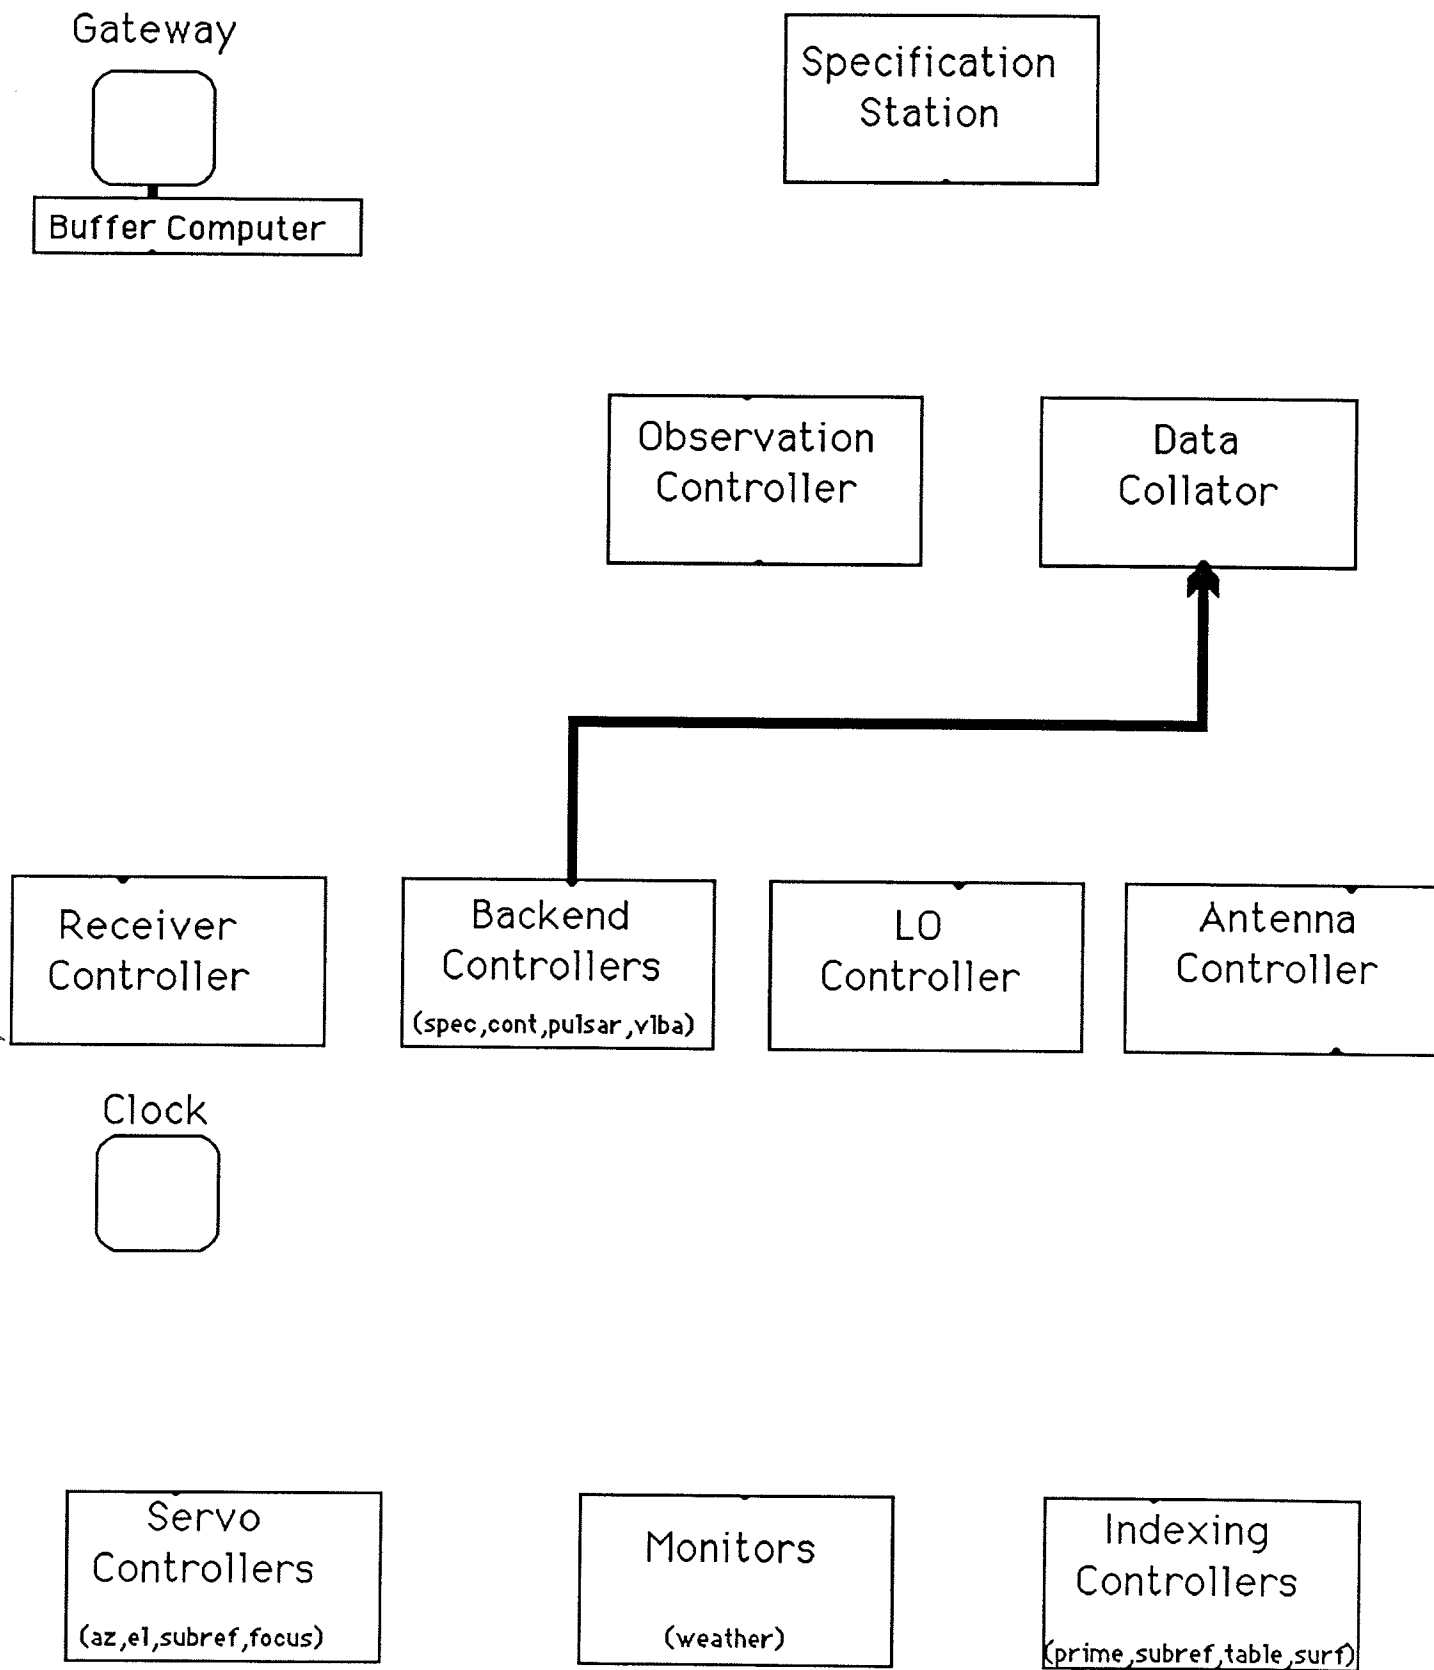 Gateway
Specification
Station
Buffer Computer
Observation
Controller
Data
Collator
Receiver
Controller
Backend
Controllers
(spec,cont,pulsar,vlba)
LO
Controller
Antenna
Controller
Clock
Servo
Controllers
(az,el,subref,focus)
Monitors
(weather)
Indexing
Controllers
(prime,subref,table,surf)